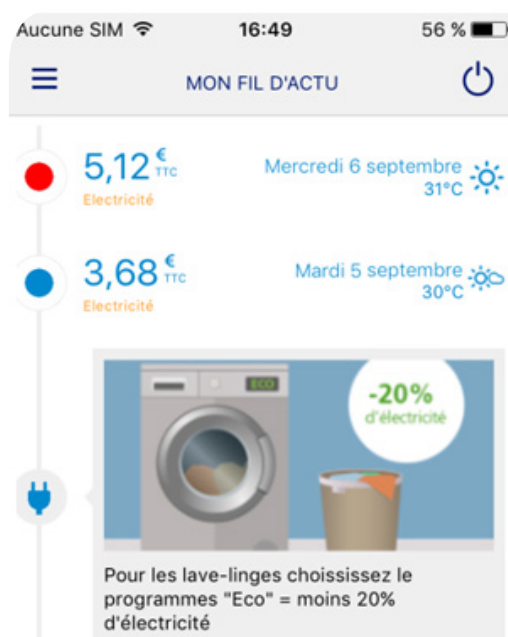 Aucune SIM 16:49 56 %
MON FIL D'ACTU
5,12 € TTC Mercredi 6 septembre
31°C
Electricité
3,68 € TTC Mardi 5 septembre
30°C
Electricité
ECO
-20%
d'électricité
Pour les lave-linges choississez le
programmes "Eco" = moins 20%
d'électricité